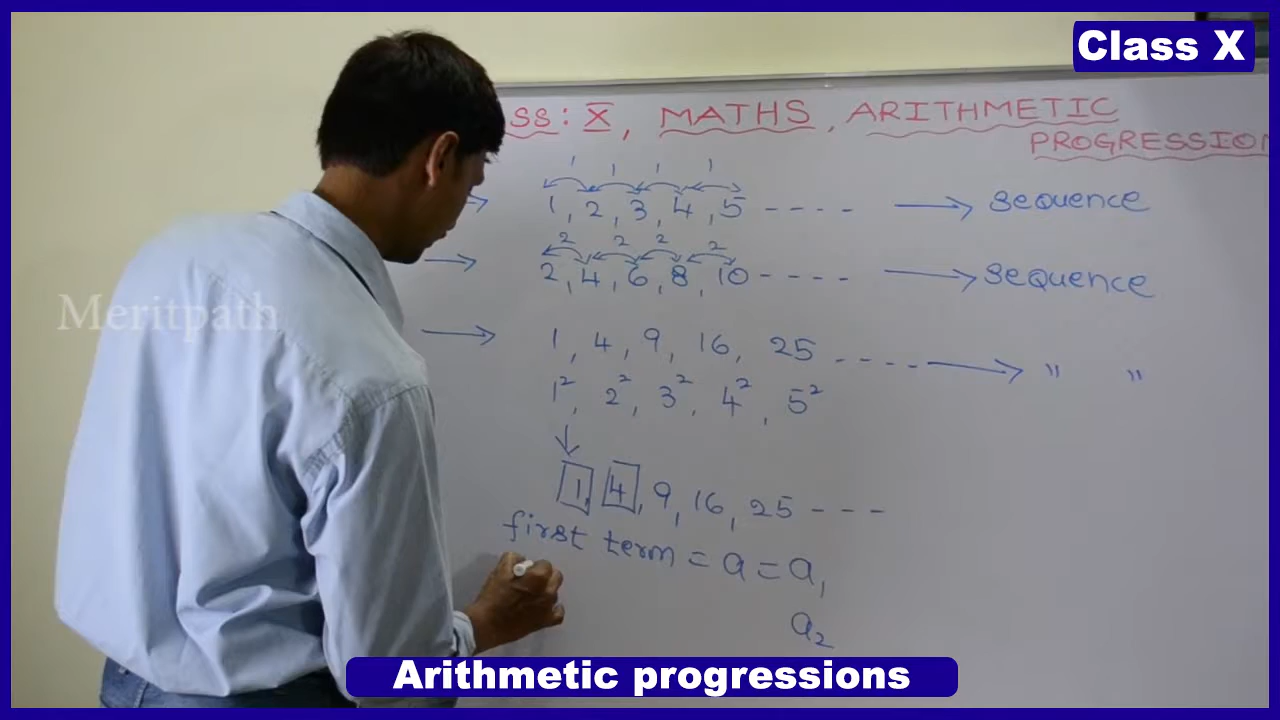 Class X
SS: X, MATHS, ARITHMETIC
PROGRESSION
1 1 1 1
1, 2, 3, 4, 5 ---- → Sequence
2 2 2 2
2, 4, 6, 8, 10 ---- → Sequence
Meritpath
→ 1, 4, 9, 16, 25 ---- → " "
1², 2², 3², 4², 5²
1, 4, 9, 16, 25 ---
first term = a = a₁
a₂
Arithmetic progressions